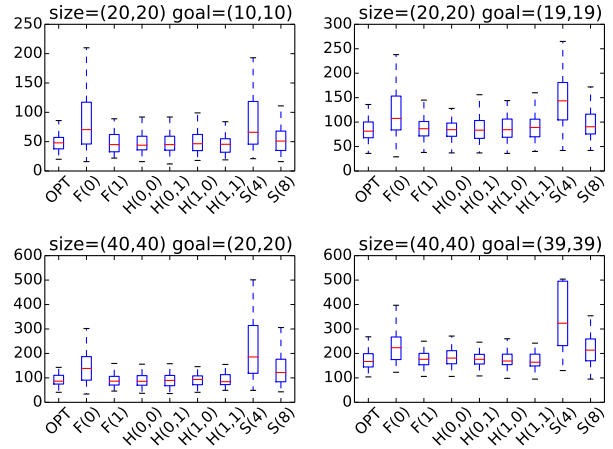 size=(20,20) goal=(10,10)
250
200
150
100
50
0
OPT
F(0)
F(1)
H(0,0)
H(0,1)
H(1,0)
H(1,1)
S(4)
S(8)
size=(20,20) goal=(19,19)
300
250
200
150
100
50
0
OPT
F(0)
F(1)
H(0,0)
H(0,1)
H(1,0)
H(1,1)
S(4)
S(8)
size=(40,40) goal=(20,20)
600
500
400
300
200
100
0
OPT
F(0)
F(1)
H(0,0)
H(0,1)
H(1,0)
H(1,1)
S(4)
S(8)
size=(40,40) goal=(39,39)
600
500
400
300
200
100
0
OPT
F(0)
F(1)
H(0,0)
H(0,1)
H(1,0)
H(1,1)
S(4)
S(8)